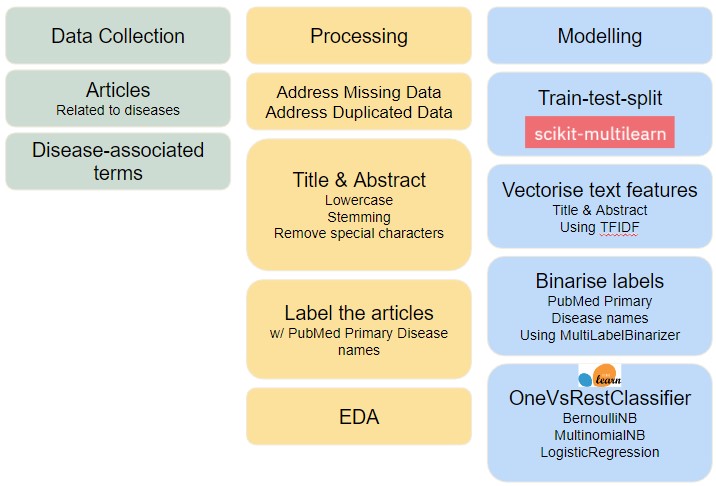 Data Collection
Articles
Related to diseases
Disease-associated
terms
Processing
Address Missing Data
Address Duplicated Data
Title & Abstract
Lowercase
Stemming
Remove special characters
Label the articles
w/ PubMed Primary Disease
names
EDA
Modelling
Train-test-split
scikit-multilearn
Vectorise text features
Title & Abstract
Using TFIDF
Binarise labels
PubMed Primary
Disease names
Using MultiLabelBinarizer
learn
OneVsRestClassifier
BernoulliNB
MultinomialNB
LogisticRegression